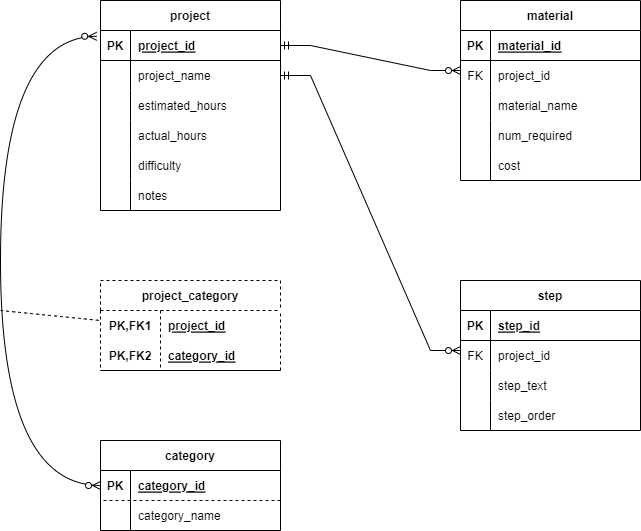 project
PK project_id
project_name
estimated_hours
actual_hours
difficulty
notes
material
PK material_id
FK project_id
material_name
num_required
cost
project_category
PK,FK1 project_id
PK,FK2 category_id
step
PK step_id
FK project_id
step_text
step_order
category
PK category_id
category_name